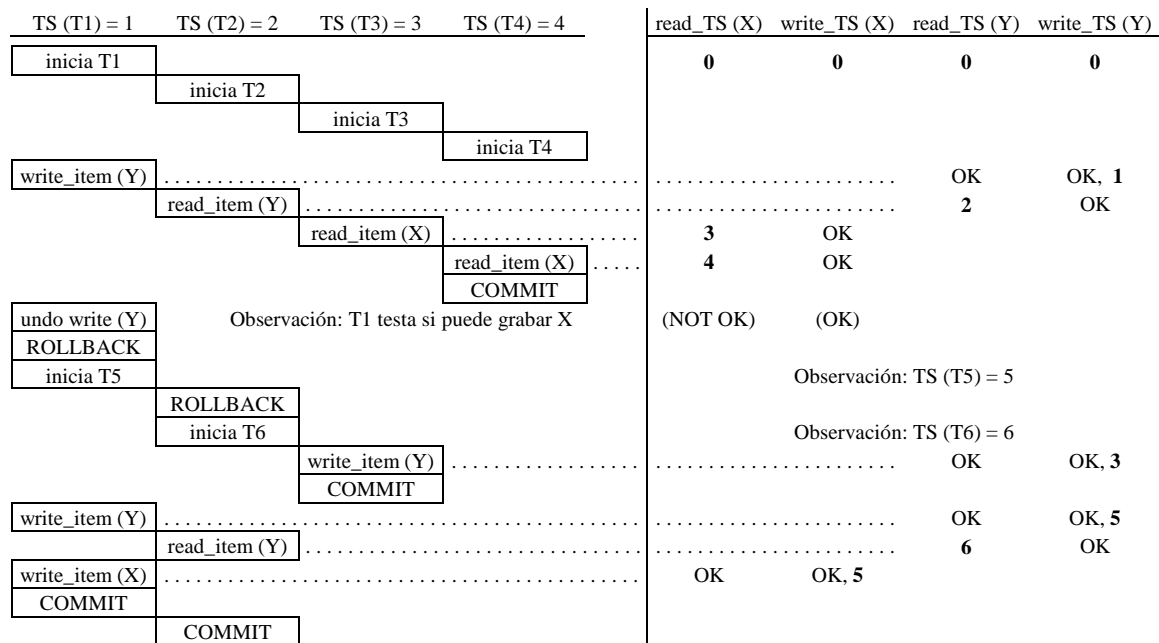 TS (T1) = 1 TS (T2) = 2 TS (T3) = 3 TS (T4) = 4 read_TS (X) write_TS (X) read_TS (Y) write_TS (Y)
inicia T1 0 0 0 0
inicia T2
inicia T3
inicia T4
write_item (Y) OK OK, 1
read_item (Y) 2 OK
read_item (X) 3 OK
read_item (X) 4 OK
COMMIT
undo write (Y) Observación: T1 testa si puede grabar X (NOT OK) (OK)
ROLLBACK
inicia T5 Observación: TS (T5) = 5
ROLLBACK
inicia T6 Observación: TS (T6) = 6
write_item (Y) OK OK, 3
COMMIT
write_item (Y) OK OK, 5
read_item (Y) 6 OK
write_item (X) OK OK, 5
COMMIT
COMMIT